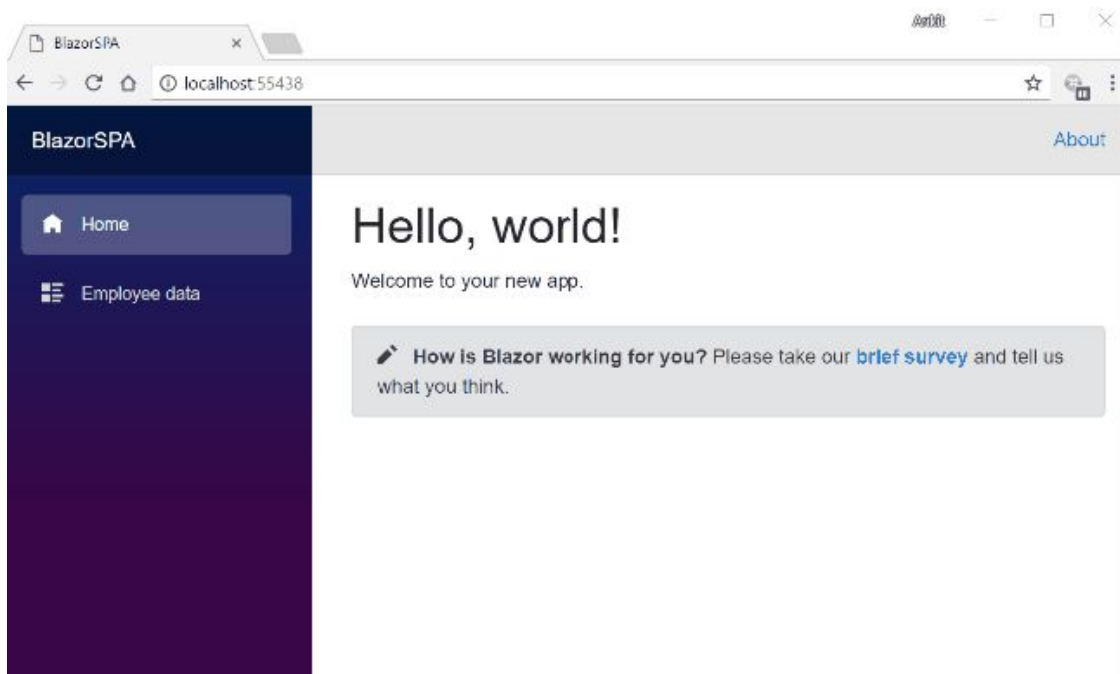 BlazorSPA
localhost:55438
BlazorSPA
About
Home
Employee data
Hello, world!
Welcome to your new app.
How is Blazor working for you? Please take our brief survey and tell us
what you think.